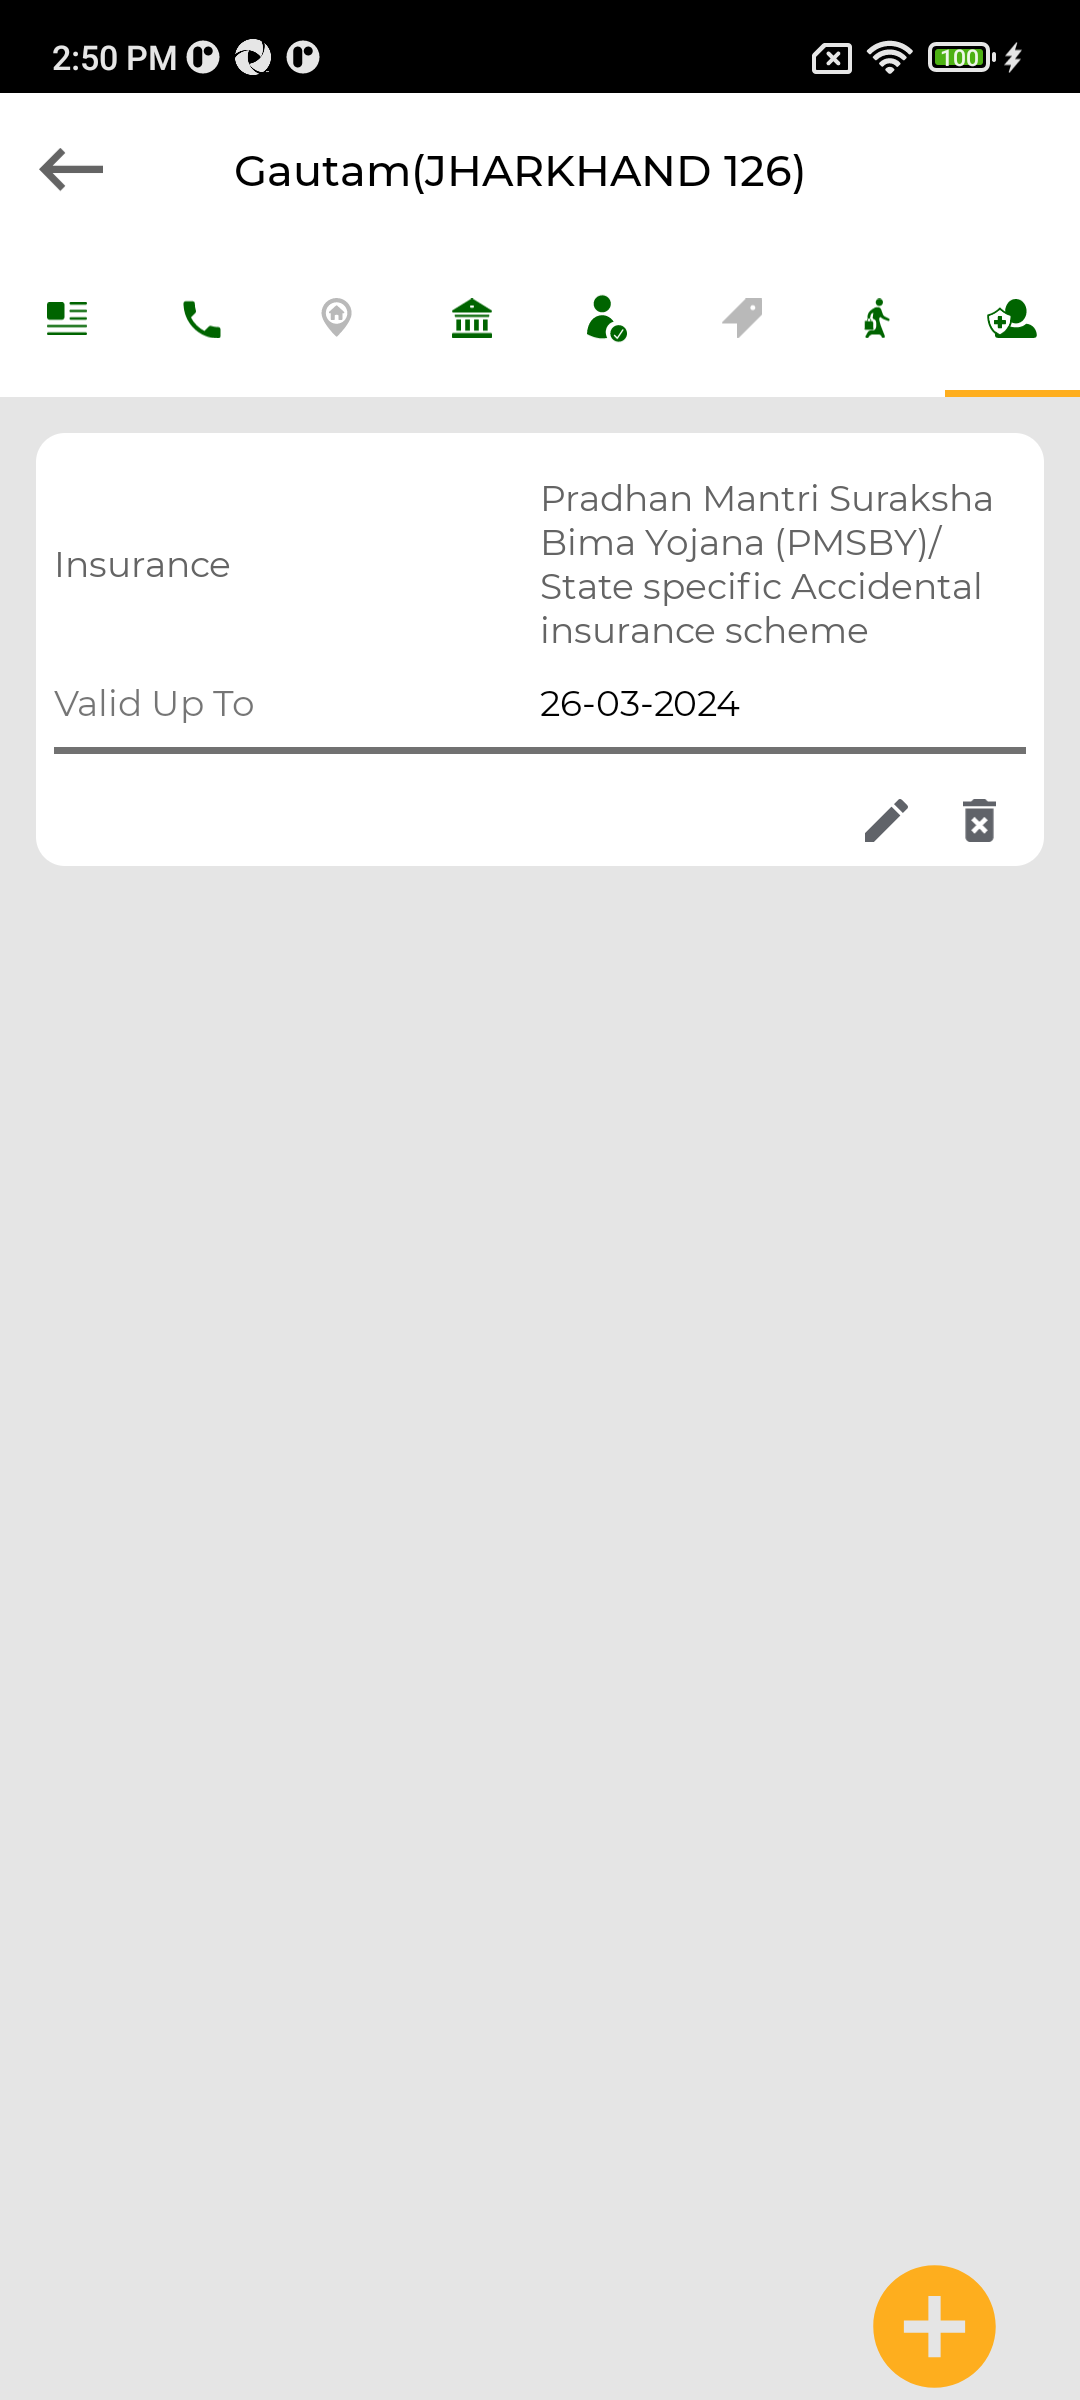 2:50 PM
100
Gautam(JHARKHAND 126)
Insurance
Pradhan Mantri Suraksha
Bima Yojana (PMSBY)/
State specific Accidental
insurance scheme
Valid Up To
26-03-2024